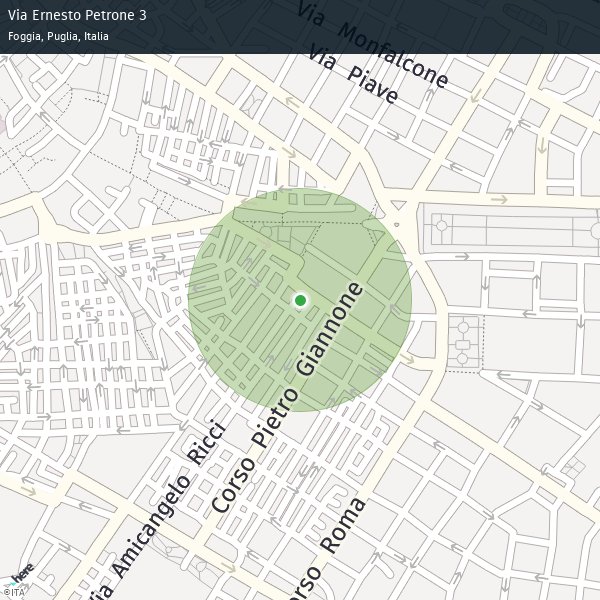 Via Ernesto Petrone 3
Foggia, Puglia, Italia
Via Monfalcone
Via Piave
Corso Pietro Giannone
Via Amicangelo Ricci
Corso Roma
here
©ITA